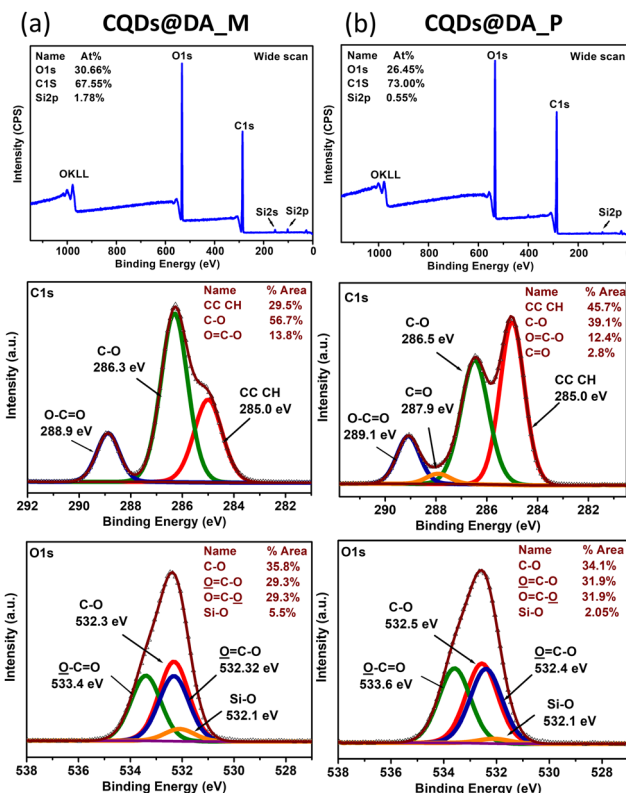 (a) CQDs@DA_M
Name At%
O1s 30.66%
C1S 67.55%
Si2p 1.78%
O1s
Wide scan
C1s
OKLL
Si2s
Si2p
Intensity (CPS)
1000 800 600 400 200 0
Binding Energy (eV)
C1s
Name % Area
CC CH 29.5%
C-O 56.7%
O=C-O 13.8%
C-O
286.3 eV
CC CH
285.0 eV
O-C=O
288.9 eV
Intensity (a.u.)
292 290 288 286 284 282
Binding Energy (eV)
O1s
Name % Area
C-O 35.8%
O=C-O 29.3%
O=C-O 29.3%
Si-O 5.5%
C-O
532.3 eV
O=C-O
532.32 eV
O-C=O
533.4 eV
Si-O
532.1 eV
Intensity (a.u.)
538 536 534 532 530 528
Binding Energy (eV)
(b) CQDs@DA_P
Name At%
O1s 26.45%
C1S 73.00%
Si2p 0.55%
O1s
Wide scan
C1s
OKLL
Si2p
Intensity (CPS)
1000 800 600 400 200 0
Binding Energy (eV)
C1s
Name % Area
CC CH 45.7%
C-O 39.1%
O=C-O 12.4%
C=O 2.8%
C-O
286.5 eV
C=O
287.9 eV
O-C=O
289.1 eV
CC CH
285.0 eV
Intensity (a.u.)
290 288 286 284 282
Binding Energy (eV)
O1s
Name % Area
C-O 34.1%
O=C-O 31.9%
O=C-O 31.9%
Si-O 2.05%
C-O
532.5 eV
O=C-O
532.4 eV
O-C=O
533.6 eV
Si-O
532.1 eV
Intensity (a.u.)
538 536 534 532 530 528
Binding Energy (eV)